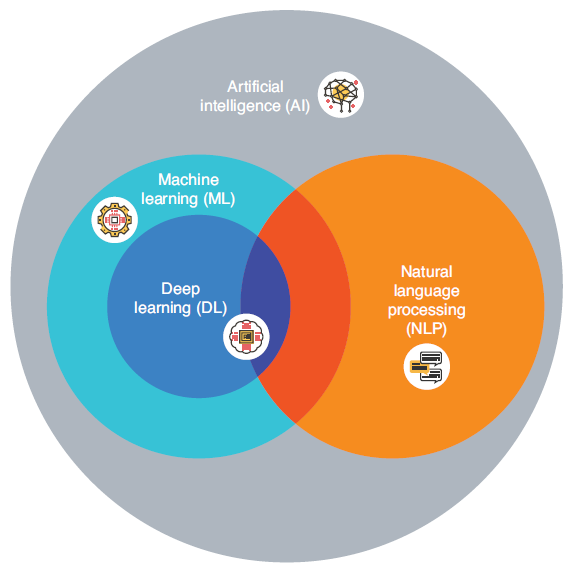 Artificial
intelligence (AI)
Machine
learning (ML)
Deep
learning (DL)
Natural
language
processing
(NLP)